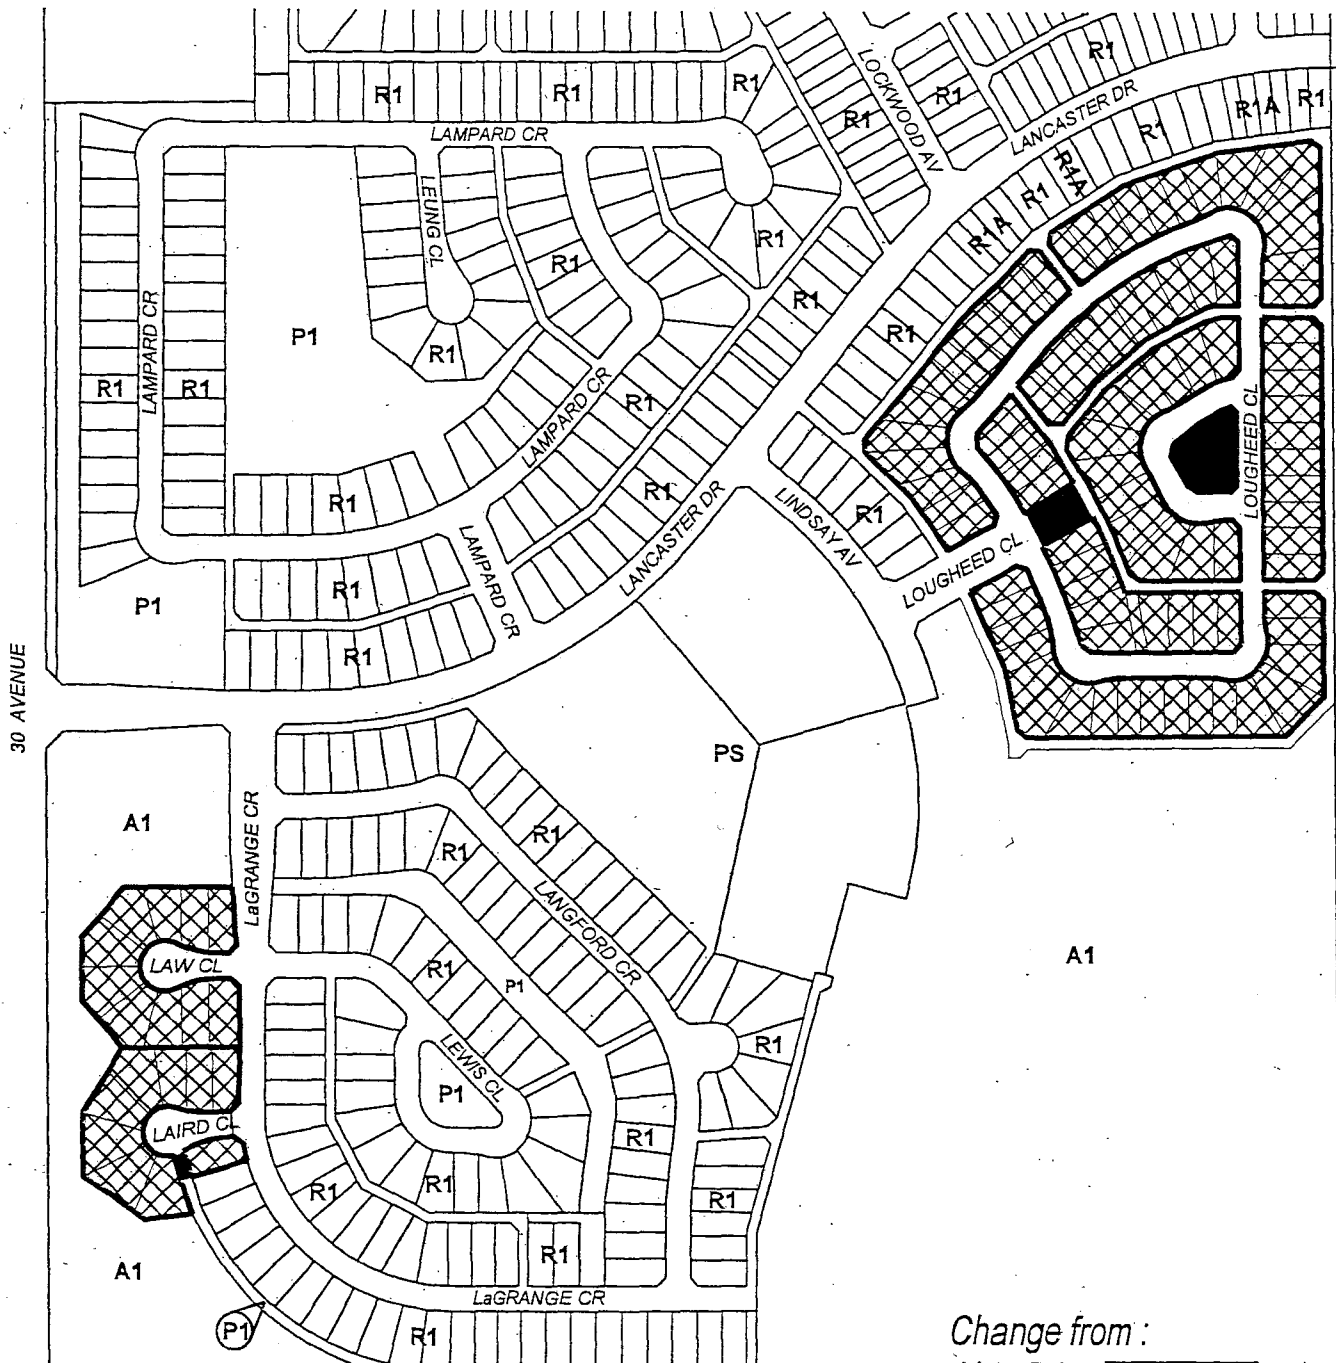 R1
R1
R1
R1
R1
R1
R1
R1A
R1
LOCKWOOD AV
LANCASTER DR
LAMPARD CR
R1A
R1
R1A
LEUNG CL
R1
R1
R1
R1
LAMPARD CR
P1
R1
R1
R1
LAMPARD CR
R1
LOUGHEED CL
R1
R1
R1
LINDSAY AV
LAMPARD CR
LANCASTER DR
LOUGHEED CL
R1
P1
R1
30 AVENUE
PS
A1
LaGRANGE CR
R1
R1
LANGFORD CR
A1
LAW CL
R1
P1
LEWIS CL
P1
R1
LAIRD CL
R1
R1
R1
R1
R1
A1
LaGRANGE CR
P1
R1
Change from :